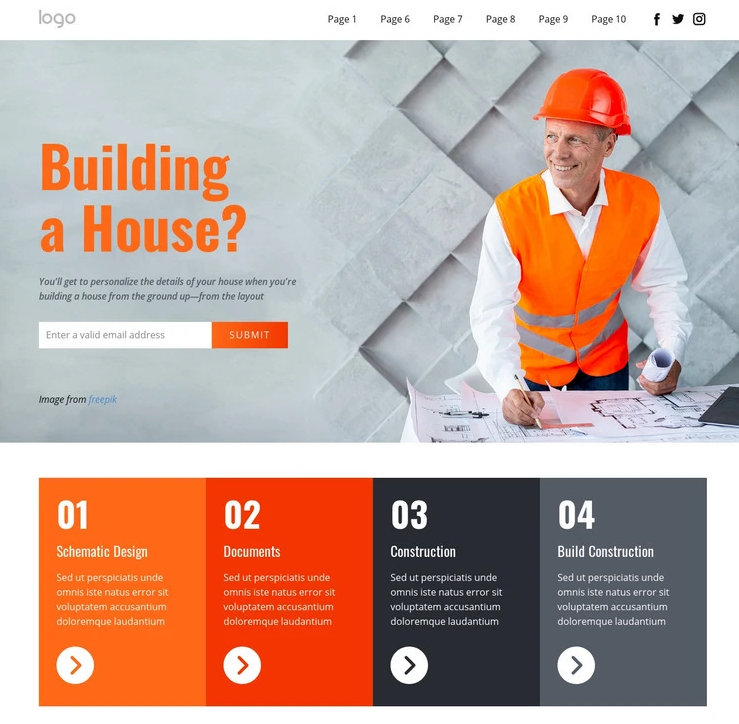 logo
Page 1 Page 6 Page 7 Page 8 Page 9 Page 10
Building
a House?
You'll get to personalize the details of your house when you're
building a house from the ground up—from the layout
Enter a valid email address
SUBMIT
Image from freepik
01
Schematic Design
Sed ut perspiciatis unde
omnis iste natus error sit
voluptatem accusantium
doloremque laudantium
02
Documents
Sed ut perspiciatis unde
omnis iste natus error sit
voluptatem accusantium
doloremque laudantium
03
Construction
Sed ut perspiciatis unde
omnis iste natus error sit
voluptatem accusantium
doloremque laudantium
04
Build Construction
Sed ut perspiciatis unde
omnis iste natus error sit
voluptatem accusantium
doloremque laudantium